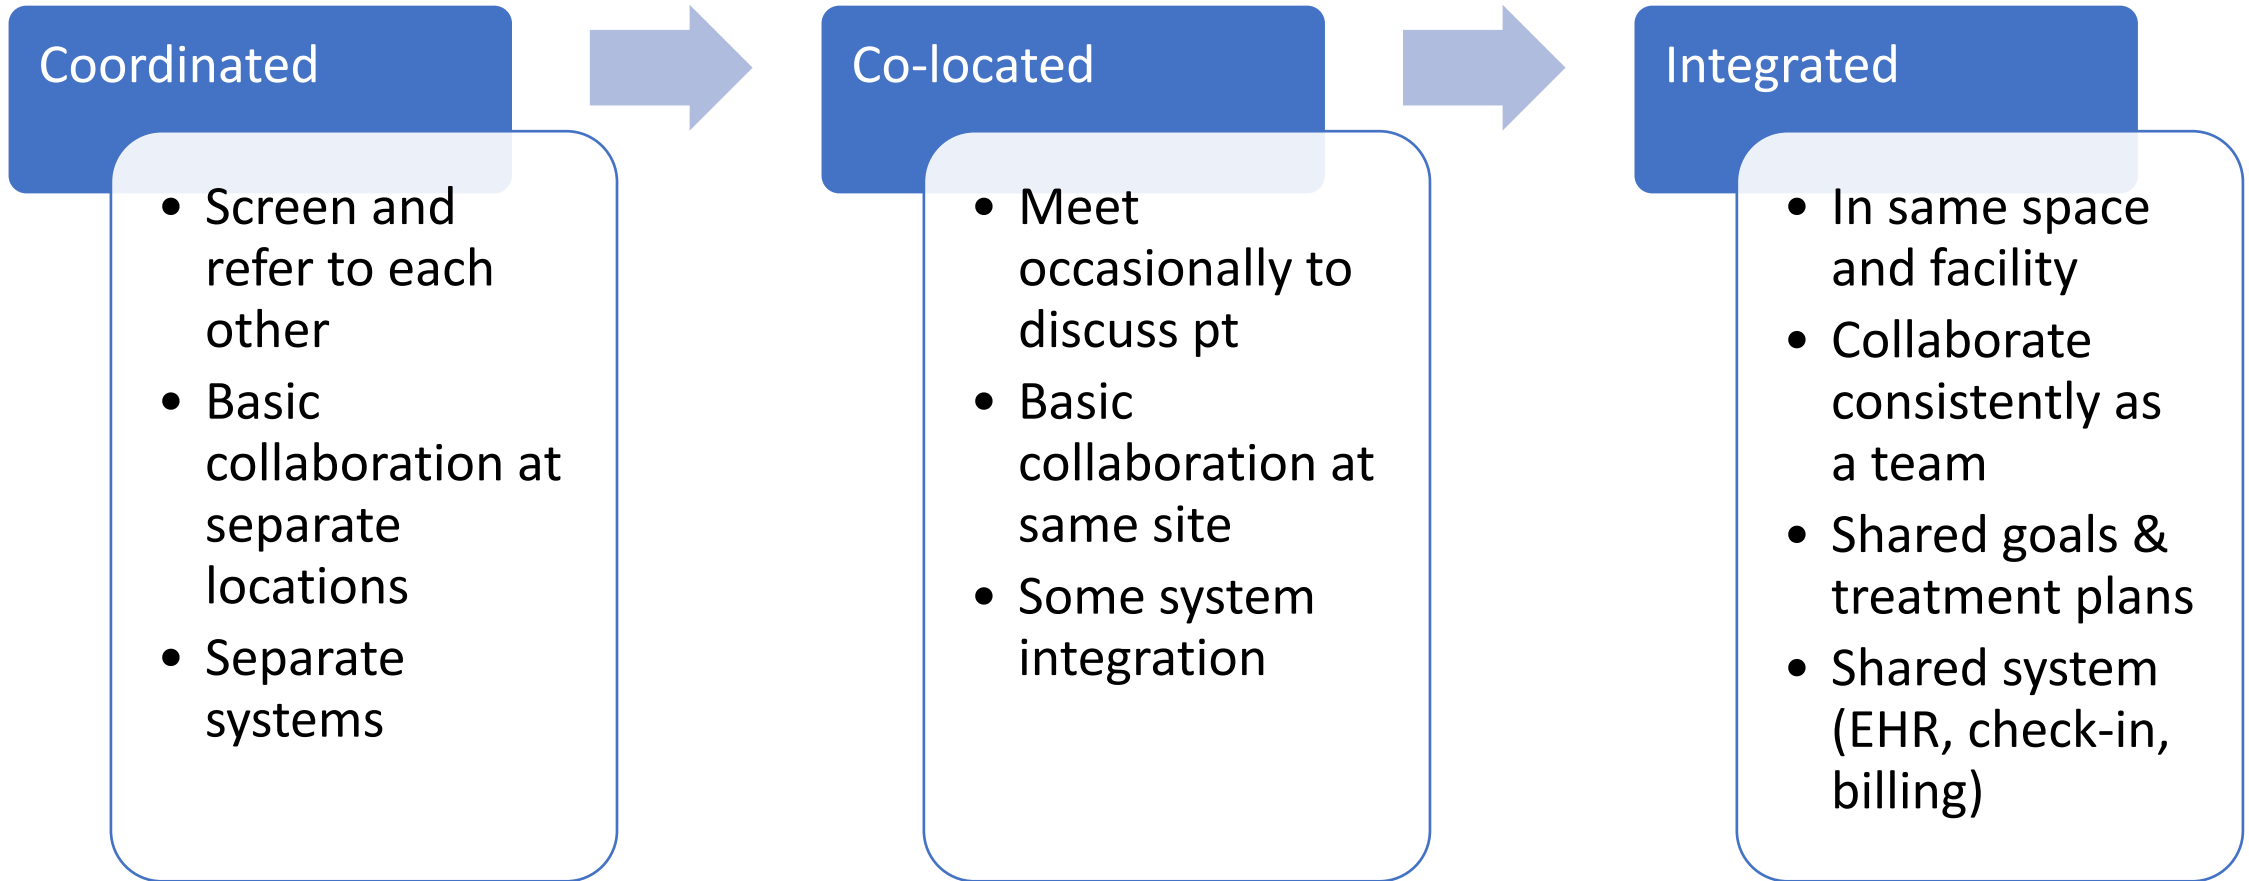 Coordinated
• Screen and
refer to each
other
• Basic
collaboration at
separate
locations
• Separate
systems
Co-located
• Meet
occasionally to
discuss pt
• Basic
collaboration at
same site
• Some system
integration
Integrated
• In same space
and facility
• Collaborate
consistently as
a team
• Shared goals &
treatment plans
• Shared system
(EHR, check-in,
billing)